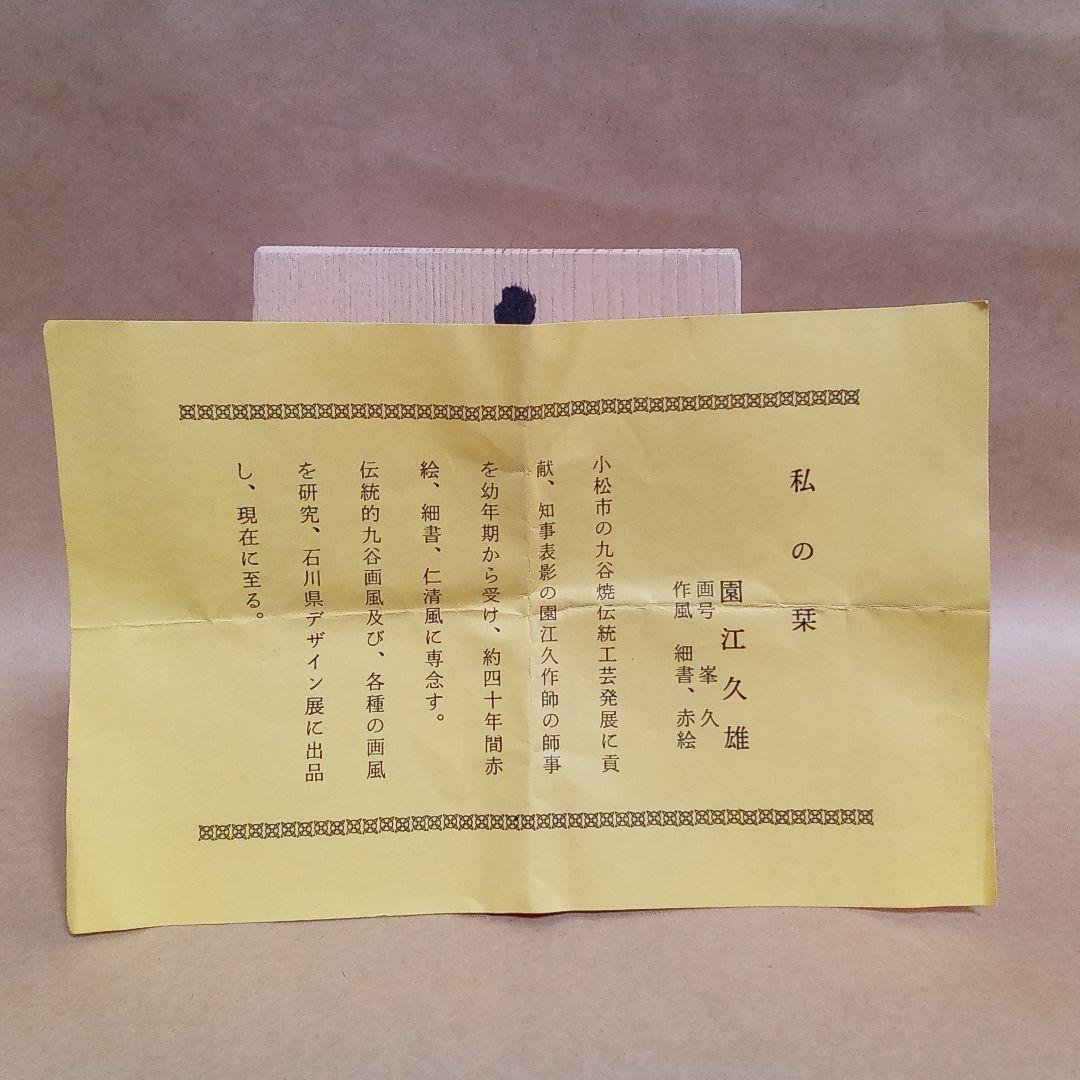 私の栞
園江久雄
画号　峯久
作風　細書、赤絵
小松市の九谷焼伝統工芸発展に貢
献、知事表影の園江久作師の師事
を幼年期から受け、約四十年間赤
絵、細書、仁清風に専念す。
伝統的九谷画風及び、各種の画風
を研究、石川県デザイン展に出品
し、現在に至る。